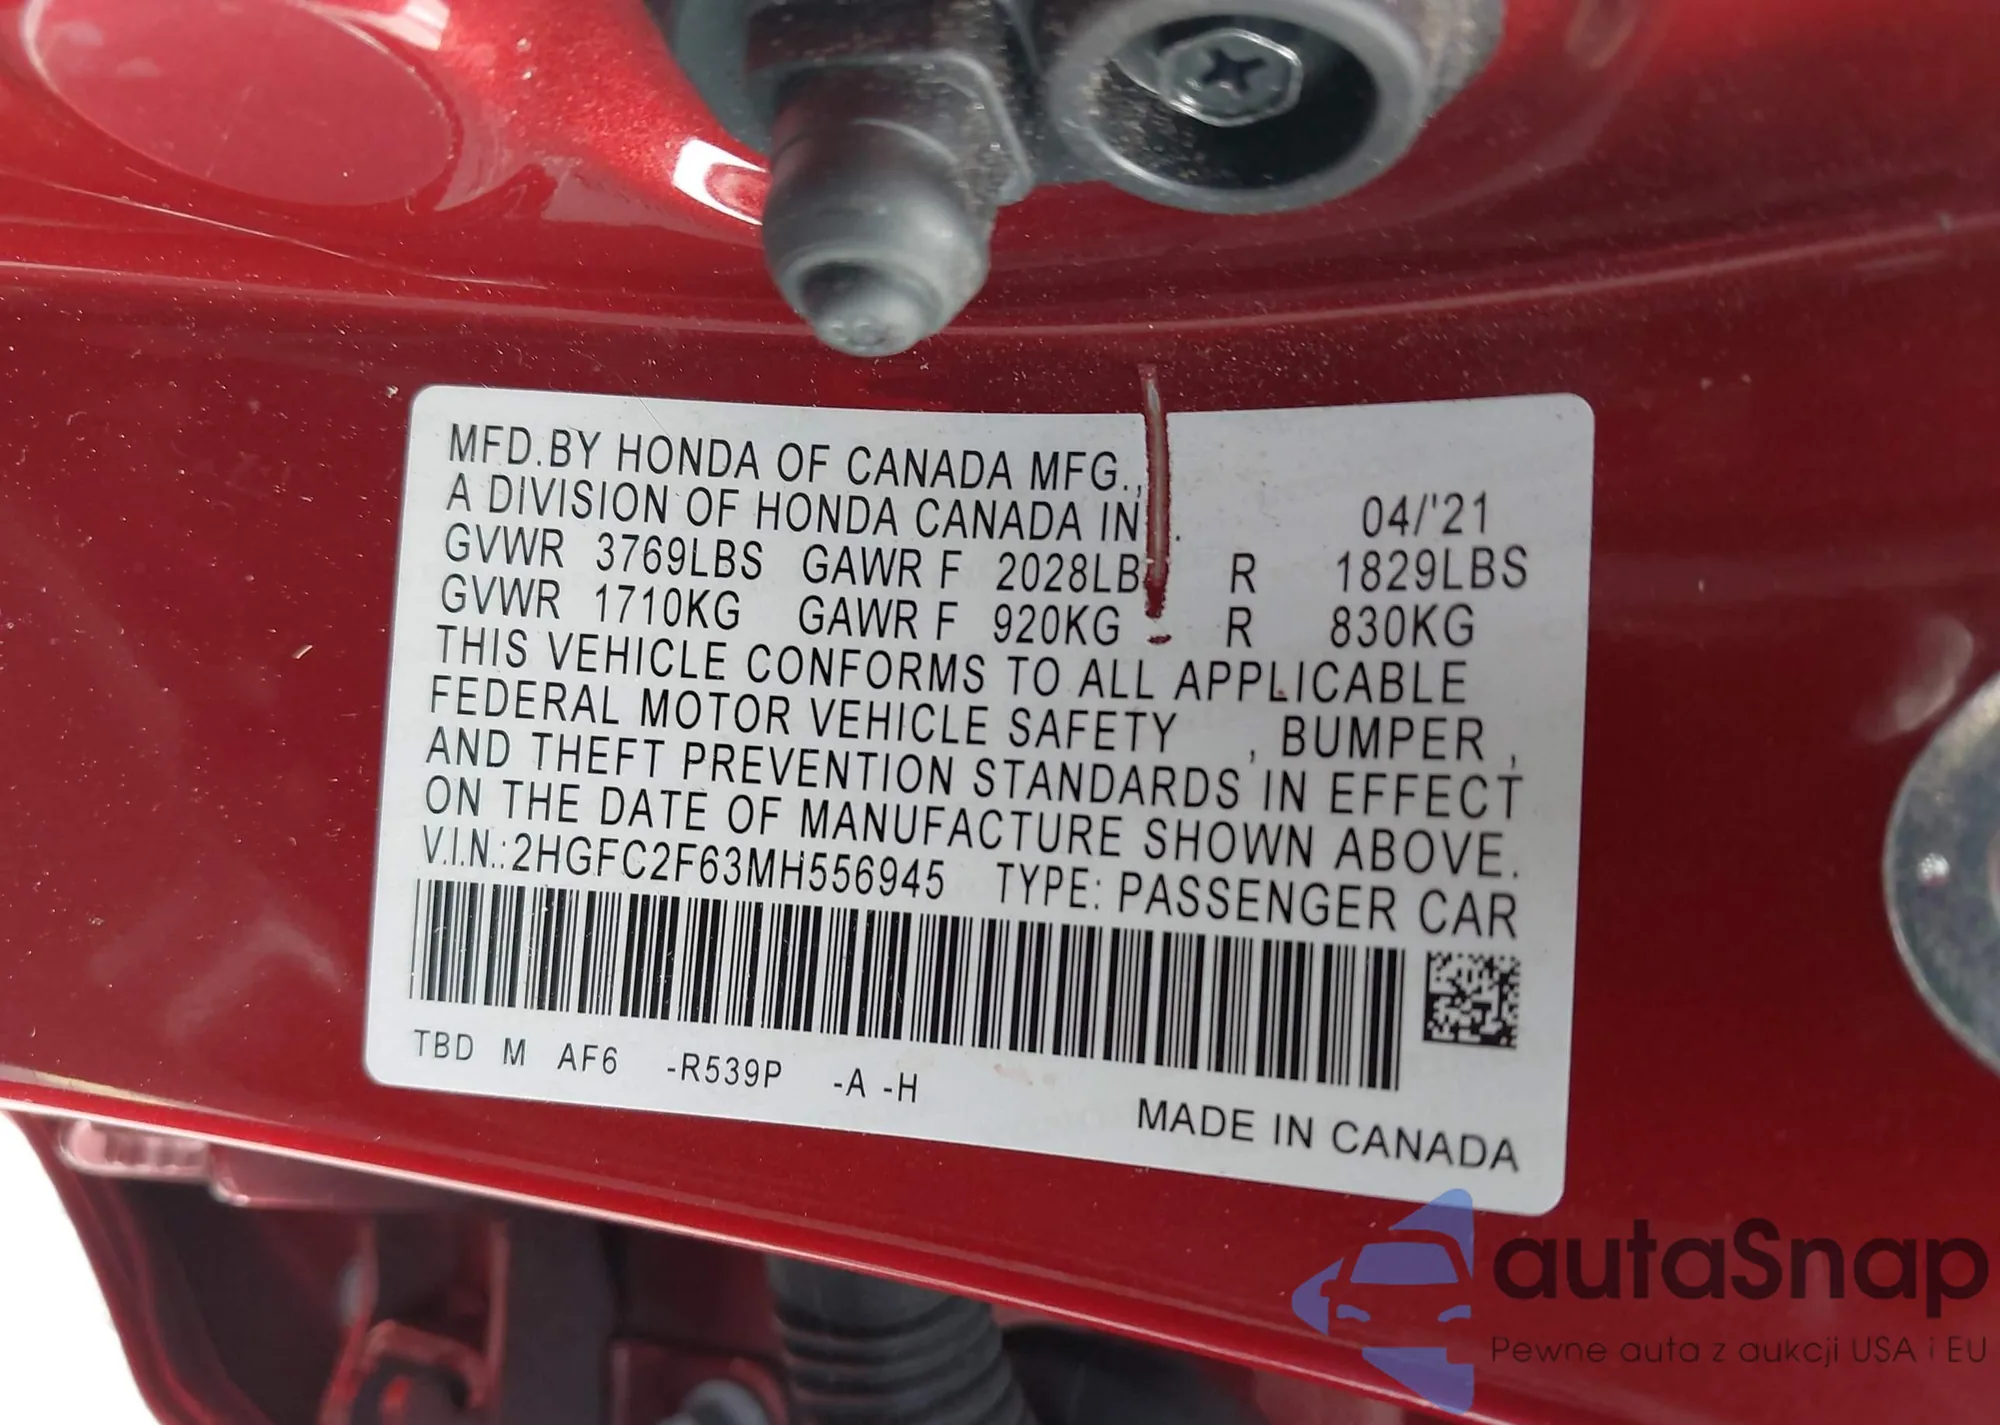 MFD.BY HONDA OF CANADA MFG.,
A DIVISION OF HONDA CANADA IN . 04/'21
GVWR 3769LBS GAWR F 2028LB R 1829LBS
GVWR 1710KG GAWR F 920KG R 830KG
THIS VEHICLE CONFORMS TO ALL APPLICABLE
FEDERAL MOTOR VEHICLE SAFETY , BUMPER ,
AND THEFT PREVENTION STANDARDS IN EFFECT
ON THE DATE OF MANUFACTURE SHOWN ABOVE.
V.I.N.:2HGFC2F63MH556945 TYPE: PASSENGER CAR
TBD M AF6 -R539P -A -H
MADE IN CANADA
autaSnap
Pewne auta z aukcji USA i EU